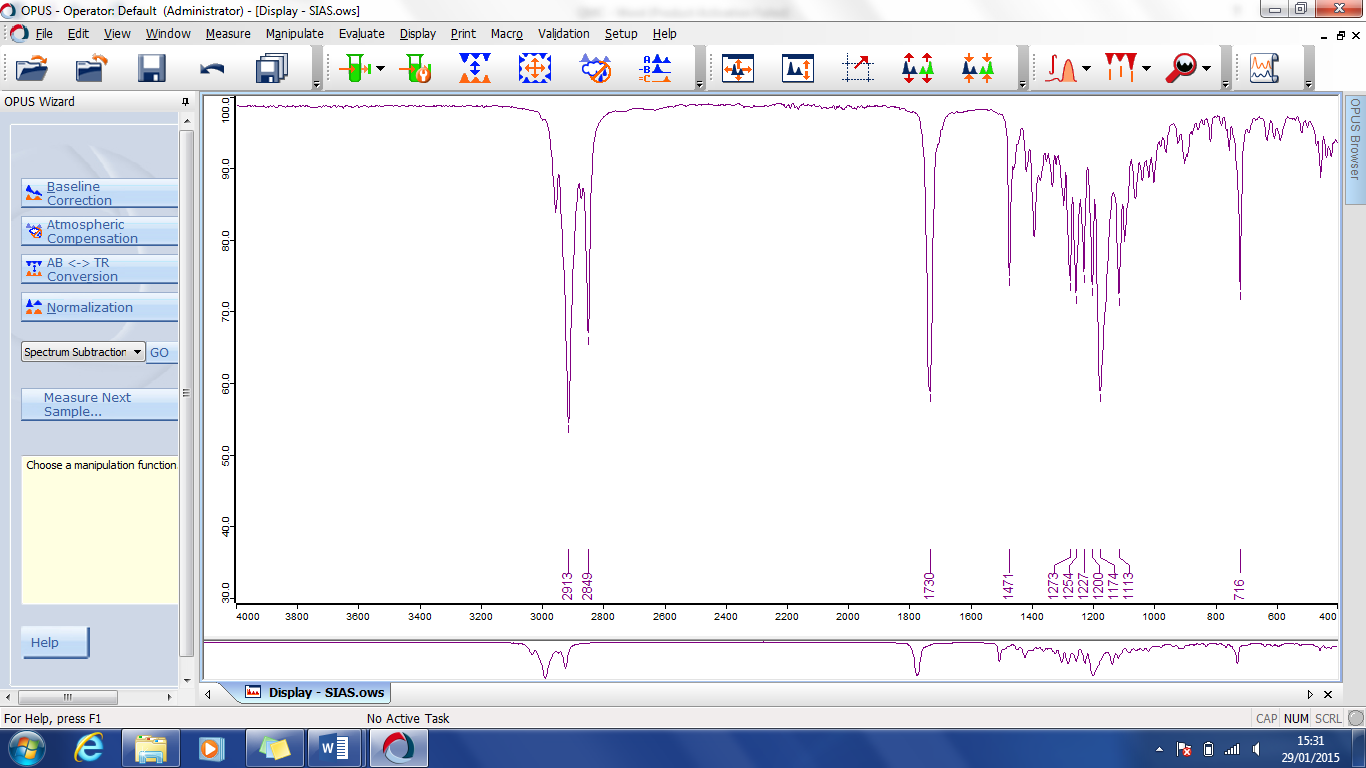 OPUS - Operator: Default (Administrator) - [Display - SIAS.ows]
File Edit View Window Measure Manipulate Evaluate Display Print Macro Validation Setup Help
OPUS Wizard
Baseline
Correction
Atmospheric
Compensation
AB <-> TR
Conversion
Normalization
Spectrum Subtraction GO
Measure Next
Sample...
Choose a manipulation function
Help
100.0
90.0
80.0
70.0
60.0
50.0
40.0
30.0
2913 2849 1730 1471 1273 1254 1227 1200 1174 1113 716
4000 3800 3600 3400 3200 3000 2800 2600 2400 2200 2000 1800 1600 1400 1200 1000 800 600 400
OPUS Browser
Display - SIAS.ows
For Help, press F1 No Active Task CAP NUM SCRL
15:31
29/01/2015